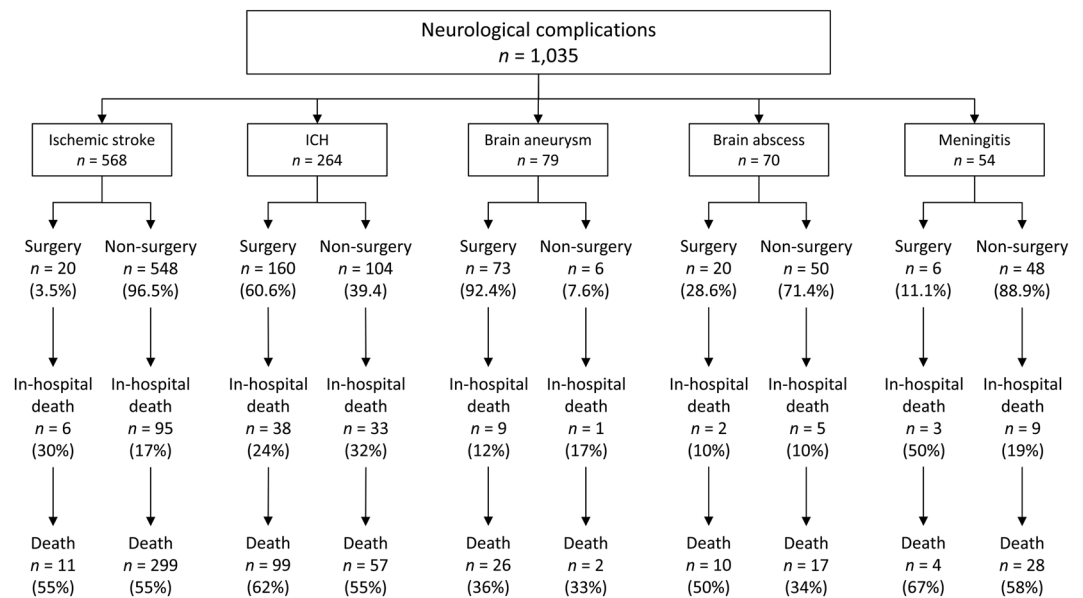 Neurological complications
n = 1,035
Ischemic stroke
n = 568
ICH
n = 264
Brain aneurysm
n = 79
Brain abscess
n = 70
Meningitis
n = 54
Surgery
n = 20
(3.5%)
Non-surgery
n = 548
(96.5%)
Surgery
n = 160
(60.6%)
Non-surgery
n = 104
(39.4)
Surgery
n = 73
(92.4%)
Non-surgery
n = 6
(7.6%)
Surgery
n = 20
(28.6%)
Non-surgery
n = 50
(71.4%)
Surgery
n = 6
(11.1%)
Non-surgery
n = 48
(88.9%)
In-hospital
death
n = 6
(30%)
In-hospital
death
n = 95
(17%)
In-hospital
death
n = 38
(24%)
In-hospital
death
n = 33
(32%)
In-hospital
death
n = 9
(12%)
In-hospital
death
n = 1
(17%)
In-hospital
death
n = 2
(10%)
In-hospital
death
n = 5
(10%)
In-hospital
death
n = 3
(50%)
In-hospital
death
n = 9
(19%)
Death
n = 11
(55%)
Death
n = 299
(55%)
Death
n = 99
(62%)
Death
n = 57
(55%)
Death
n = 26
(36%)
Death
n = 2
(33%)
Death
n = 10
(50%)
Death
n = 17
(34%)
Death
n = 4
(67%)
Death
n = 28
(58%)